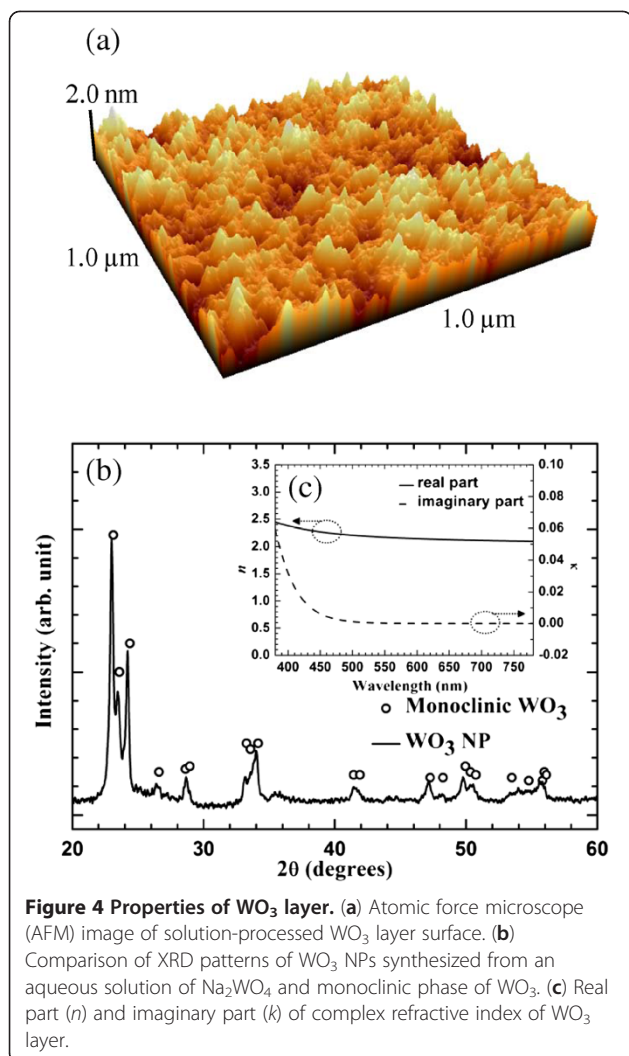 (a)
2.0 nm
1.0 µm
1.0 µm
(b)
Intensity (arb. unit)
20 30 40 50 60
2θ (degrees)
(c)
real part
imaginary part
n
3.5
3.0
2.5
2.0
1.5
1.0
0.5
0.0
κ
0.10
0.08
0.06
0.04
0.02
0.00
-0.02
380 450 500 550 600 650 700 750
Wavelength (nm)
Monoclinic WO₃
WO₃ NP
Figure 4 Properties of WO₃ layer. (a) Atomic force microscope
(AFM) image of solution-processed WO₃ layer surface. (b)
Comparison of XRD patterns of WO₃ NPs synthesized from an
aqueous solution of Na₂WO₄ and monoclinic phase of WO₃. (c) Real
part (n) and imaginary part (k) of complex refractive index of WO₃
layer.